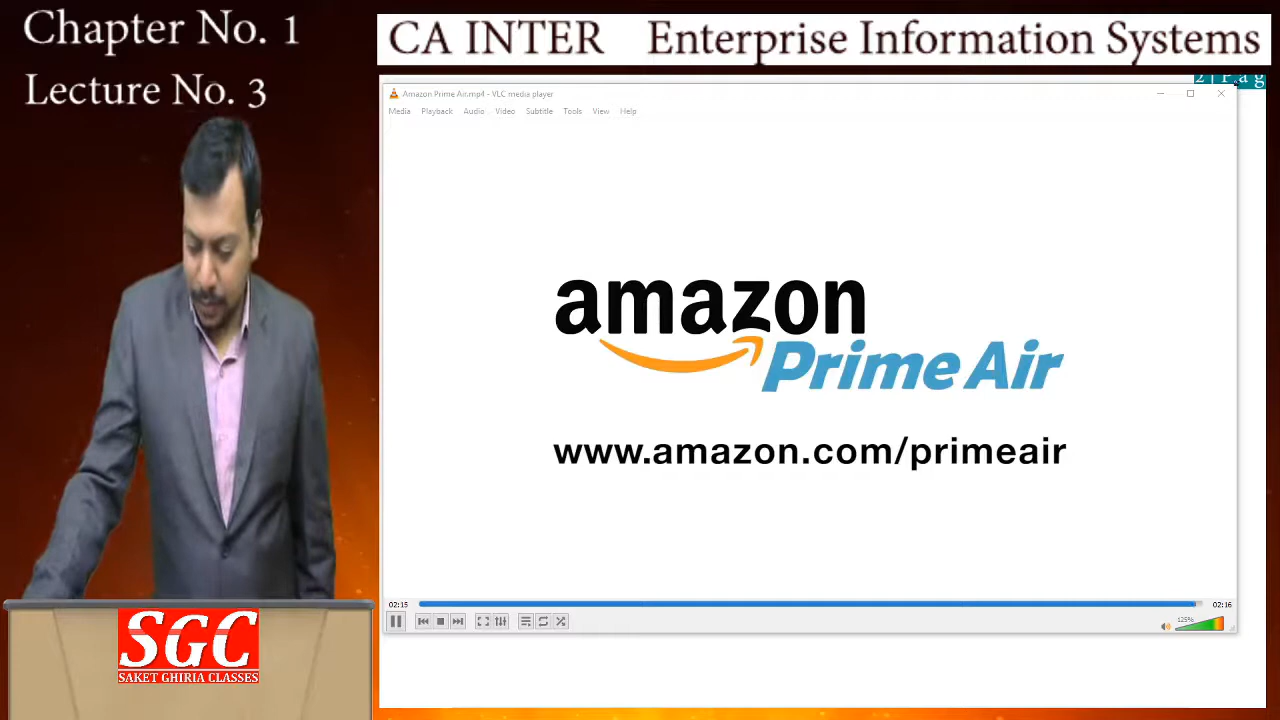 Chapter No. 1
Lecture No. 3
CA INTER Enterprise Information Systems
2 | P a g
Amazon Prime Air.mp4 - VLC media player
Media Playback Audio Video Subtitle Tools View Help
amazon
Prime Air
www.amazon.com/primeair
02:15
02:16
125%
SGC
SAKET GHIRIA CLASSES